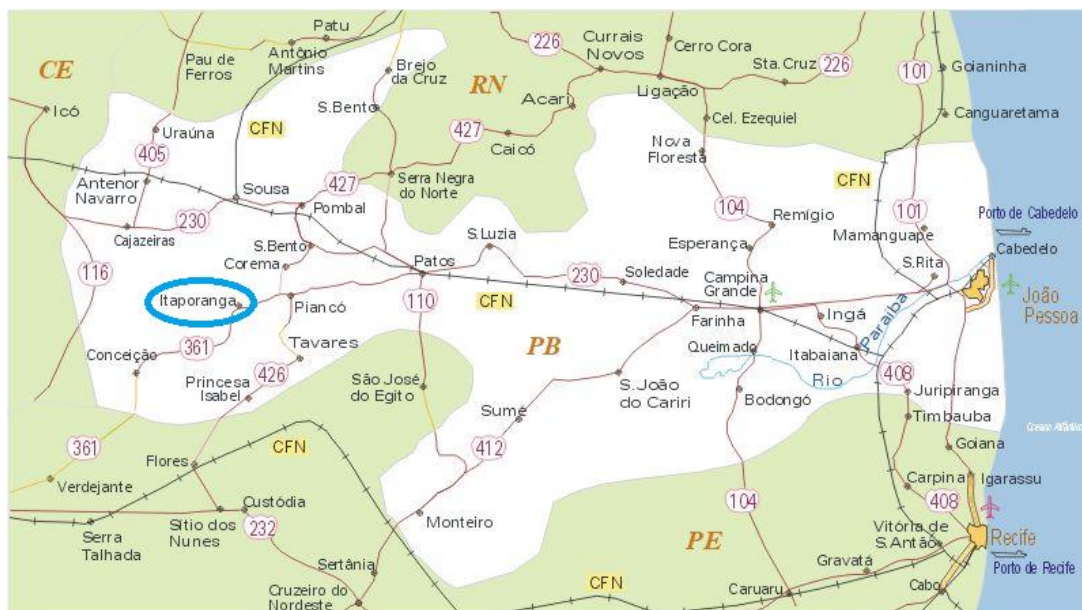 Patu
Antônio
Martins
Pau de
Ferros
CE
Icó
Brejo
da Cruz
RN
226
Currais
Novos
Cerro Cora
Sta. Cruz
226
101
Goianinha
Ligação
Acari
S.Bento
Canguaretama
Cel. Ezequiel
Uraúna
CFN
427
Caicó
Nova
Floresta
405
Antenor
Navarro
Sousa
427
Serra Negra
do Norte
CFN
Pombal
104
Remígio
101
Porto de Cabedelo
230
Cajazeiras
S.Bento
S.Luzia
Esperança
Mamanguape
Cabedelo
116
Corema
Patos
230
Soledade
Campina
Grande
S.Rita
João
Pessoa
Itaporanga
Piancó
110
CFN
Farinha
Ingá
Paraiba
Conceição
361
Tavares
PB
Queimado
Itabaiana
Rio
Princesa
Isabel
426
São José
do Egito
S. João
do Cariri
Bodongó
408
Juripiranga
Timbauba
Sumé
361
412
Oceano Atlântico
Goiana
Flores
CFN
Verdejante
Carpina
Igarassu
408
104
Custódia
Sítio dos
Nunes
232
Monteiro
Serra
Talhada
PE
Vitória de
S.Antão
Recife
Porto de Recife
Sertânia
Gravatá
Cruzeiro do
Nordeste
CFN
Caruaru
Cabo